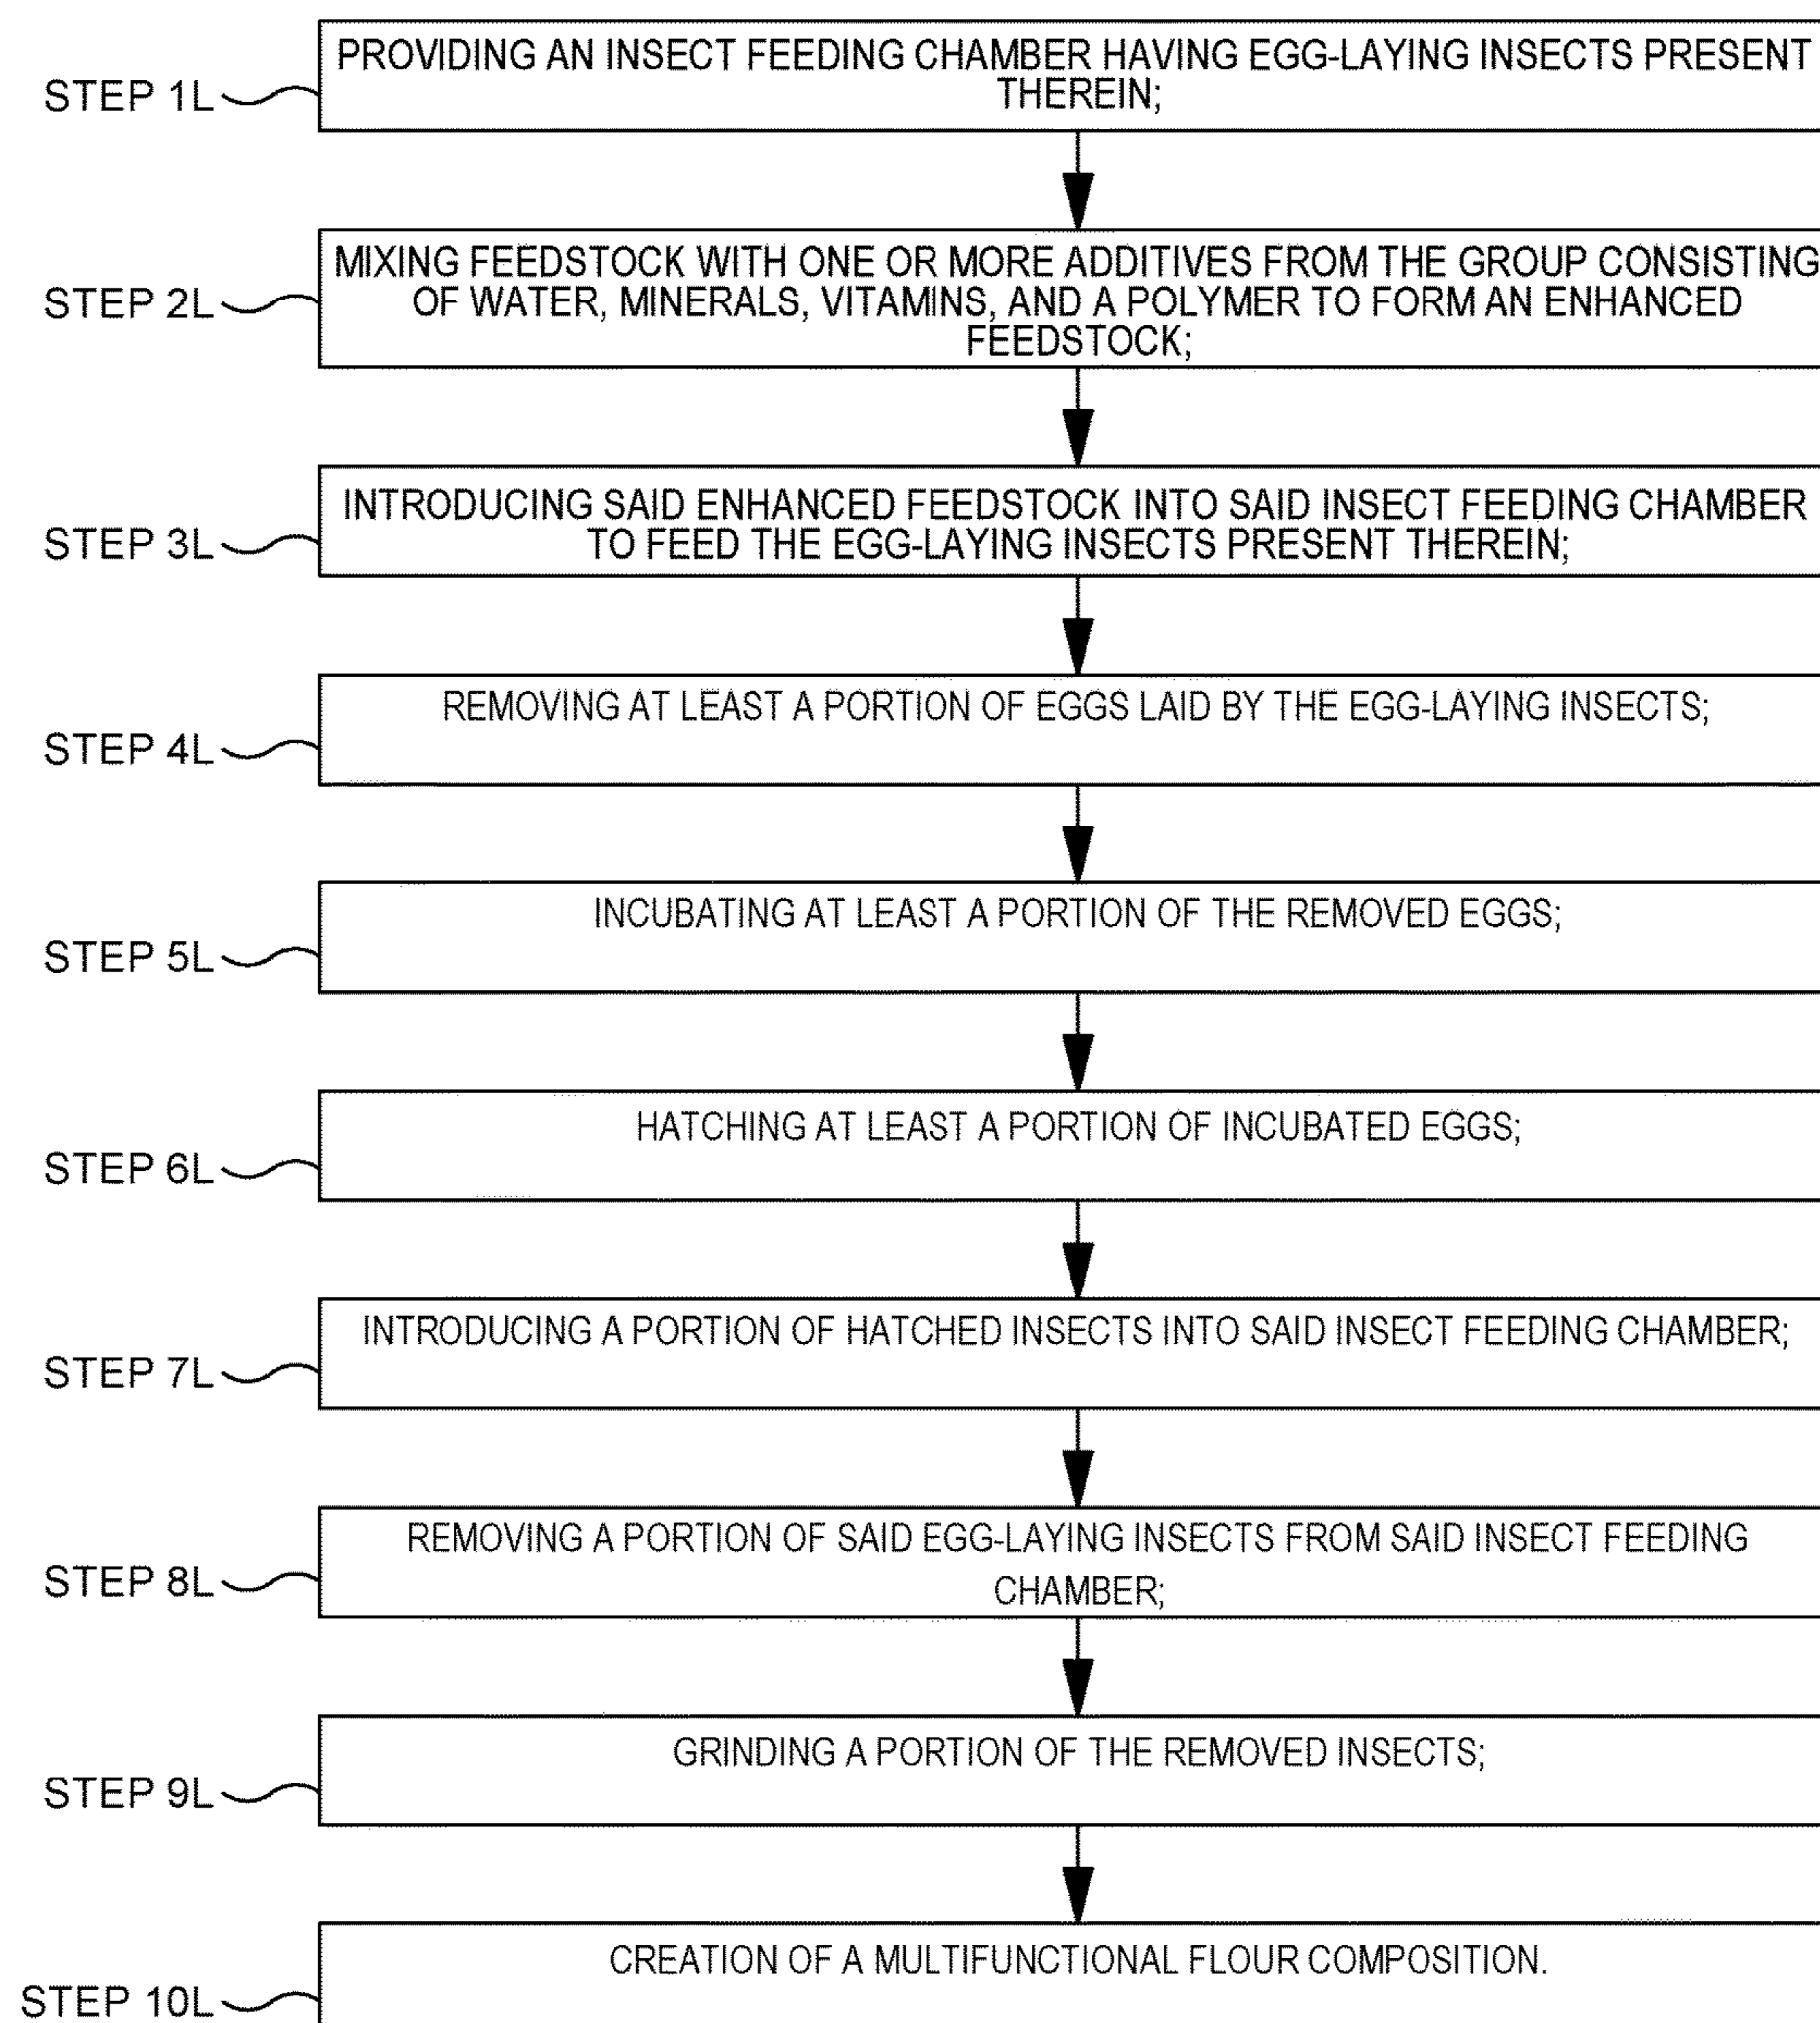 PROVIDING AN INSECT FEEDING CHAMBER HAVING EGG-LAYING INSECTS PRESENT
THEREIN;
STEP 1L
MIXING FEEDSTOCK WITH ONE OR MORE ADDITIVES FROM THE GROUP CONSISTING
OF WATER, MINERALS, VITAMINS, AND A POLYMER TO FORM AN ENHANCED
FEEDSTOCK;
STEP 2L
INTRODUCING SAID ENHANCED FEEDSTOCK INTO SAID INSECT FEEDING CHAMBER
TO FEED THE EGG-LAYING INSECTS PRESENT THEREIN;
STEP 3L
REMOVING AT LEAST A PORTION OF EGGS LAID BY THE EGG-LAYING INSECTS;
STEP 4L
INCUBATING AT LEAST A PORTION OF THE REMOVED EGGS;
STEP 5L
HATCHING AT LEAST A PORTION OF INCUBATED EGGS;
STEP 6L
INTRODUCING A PORTION OF HATCHED INSECTS INTO SAID INSECT FEEDING CHAMBER;
STEP 7L
REMOVING A PORTION OF SAID EGG-LAYING INSECTS FROM SAID INSECT FEEDING
CHAMBER;
STEP 8L
GRINDING A PORTION OF THE REMOVED INSECTS;
STEP 9L
CREATION OF A MULTIFUNCTIONAL FLOUR COMPOSITION.
STEP 10L